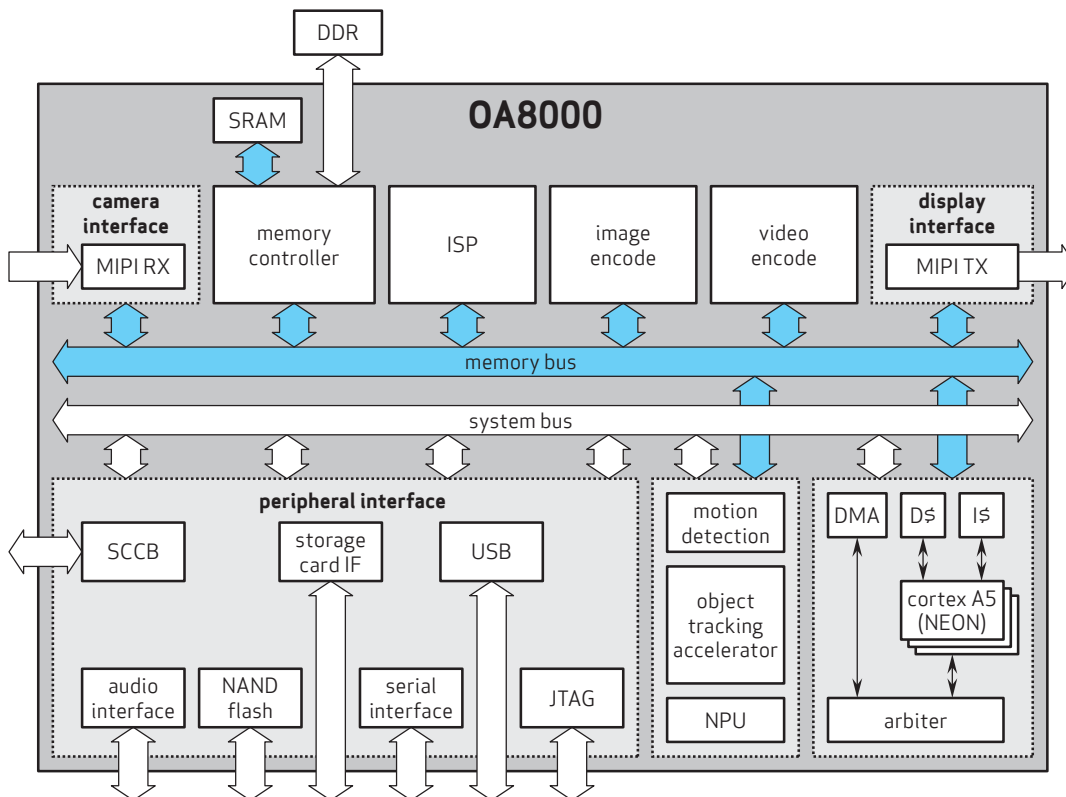 DDR
OA8000
SRAM
camera
interface
MIPI RX
memory
controller
ISP
image
encode
video
encode
display
interface
MIPI TX
memory bus
system bus
peripheral interface
SCCB
storage
card IF
USB
audio
interface
NAND
flash
serial
interface
JTAG
motion
detection
object
tracking
accelerator
NPU
DMA
D$
I$
cortex A5
(NEON)
arbiter